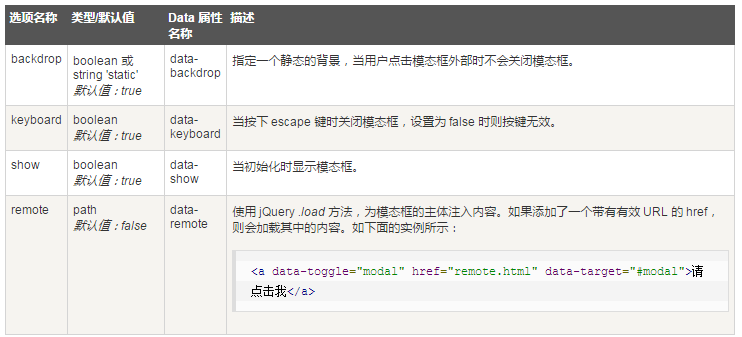 选项名称 类型/默认值 Data 属性名称 描述
backdrop boolean 或 string 'static' 默认值：true data-backdrop 指定一个静态的背景，当用户点击模态框外部时不会关闭模态框。
keyboard boolean 默认值：true data-keyboard 当按下 escape 键时关闭模态框，设置为 false 时则按键无效。
show boolean 默认值：true data-show 当初始化时显示模态框。
remote path 默认值：false data-remote 使用 jQuery .load 方法，为模态框的主体注入内容。如果添加了一个带有有效 URL 的 href，
则会加载其中的内容。如下面的实例所示：
<a data-toggle="modal" href="remote.html" data-target="#modal">请
点击我</a>